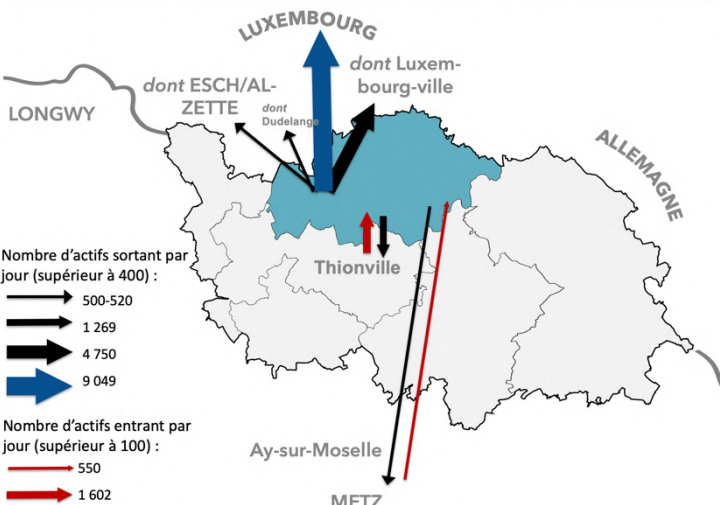 LUXEMBOURG
dont Luxem-
bourg-ville
dont ESCH/AL-
ZETTE
dont
Dudelange
LONGWY
ALLEMAGNE
Thionville
Nombre d'actifs sortant par
jour (supérieur à 400) :
500-520
1 269
4 750
9 049
Nombre d'actifs entrant par
jour (supérieur à 100) :
550
1 602
Ay-sur-Moselle
METZ